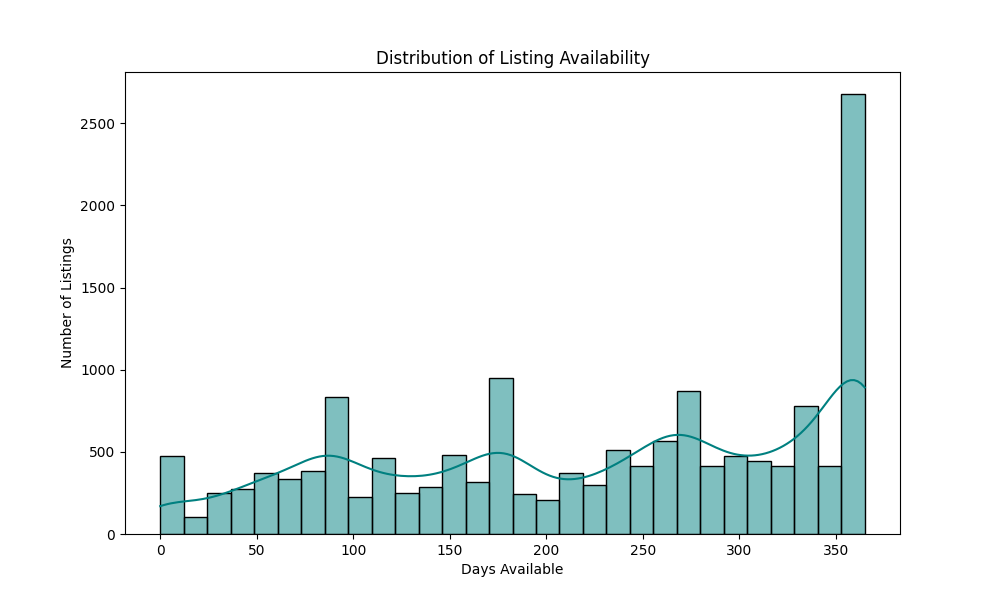 Distribution of Listing Availability
2500
2000
1500
1000
500
0
Number of Listings
0 50 100 150 200 250 300 350
Days Available